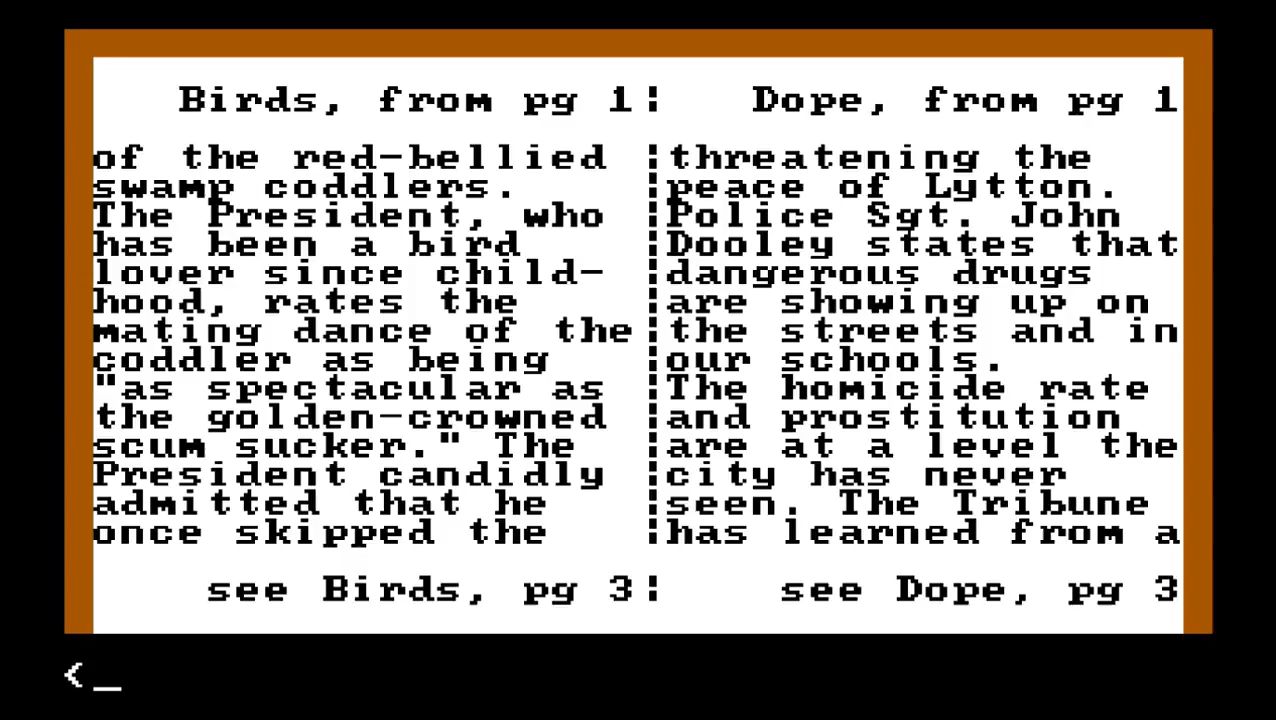 Birds, from pg 1
of the red-bellied
swamp coddlers.
The President, who
has been a bird
lover since child-
hood, rates the
mating dance of the
coddler as being
"as spectacular as
the golden-crowned
scum sucker." The
President candidly
admitted that he
once skipped the
see Birds, pg 3
Dope, from pg 1
threatening the
peace of Lytton.
Police Sgt. John
Dooley states that
dangerous drugs
are showing up on
the streets and in
our schools.
The homicide rate
and prostitution
are at a level the
city has never
seen. The Tribune
has learned from a
see Dope, pg 3
<_